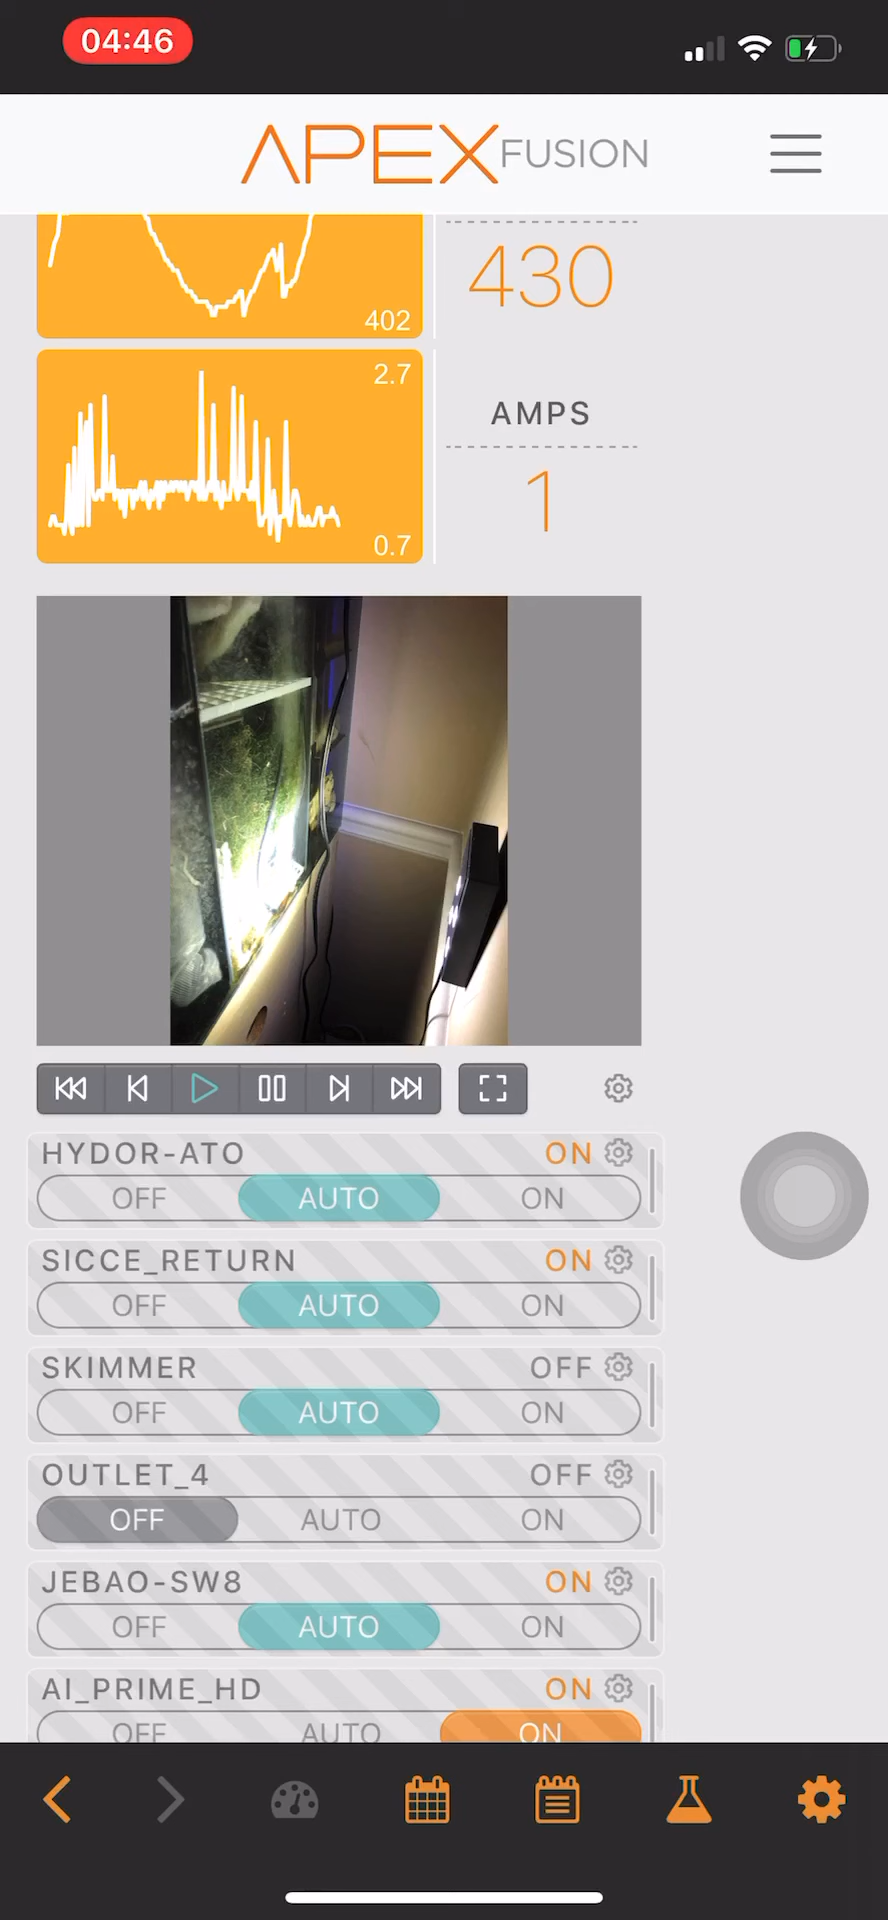 04:46
APEX FUSION
402
430
2.7
AMPS
0.7
1
HYDOR-ATO ON
OFF AUTO ON
SICCE_RETURN ON
OFF AUTO ON
SKIMMER OFF
OFF AUTO ON
OUTLET_4 OFF
OFF AUTO ON
JEBAO-SW8 ON
OFF AUTO ON
AI_PRIME_HD ON
OFF AUTO ON